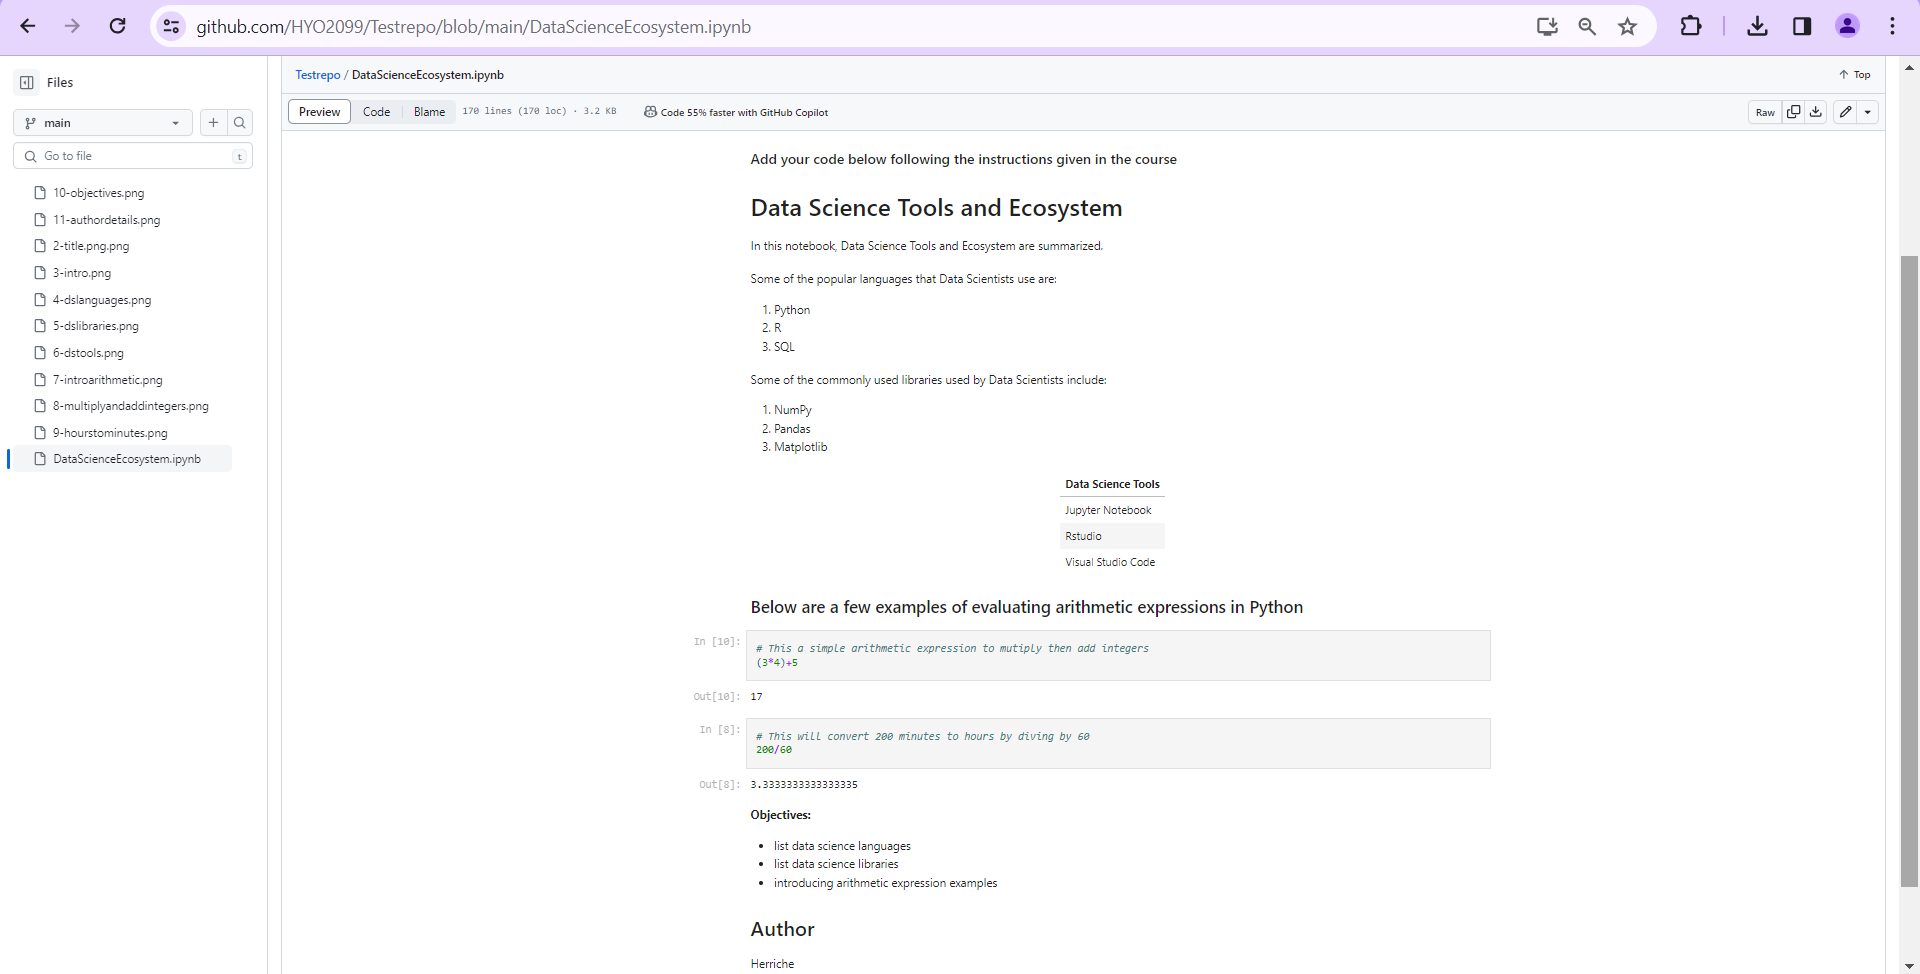 github.com/HYO2099/Testrepo/blob/main/DataScienceEcosystem.ipynb
Files
main
Go to file
t
10-objectives.png
11-authordetails.png
2-title.png.png
3-intro.png
4-dslanguages.png
5-dslibraries.png
6-dstools.png
7-introarithmetic.png
8-multiplyandaddintegers.png
9-hourstominutes.png
DataScienceEcosystem.ipynb
Testrepo / DataScienceEcosystem.ipynb
Top
Preview Code Blame 170 lines (170 loc) · 3.2 KB Code 55% faster with GitHub Copilot
Raw
Add your code below following the instructions given in the course
Data Science Tools and Ecosystem
In this notebook, Data Science Tools and Ecosystem are summarized.
Some of the popular languages that Data Scientists use are:
1. Python
2. R
3. SQL
Some of the commonly used libraries used by Data Scientists include:
1. NumPy
2. Pandas
3. Matplotlib
Data Science Tools
Jupyter Notebook
Rstudio
Visual Studio Code
Below are a few examples of evaluating arithmetic expressions in Python
In [10]:
# This a simple arithmetic expression to mutiply then add integers
(3*4)+5
Out[10]: 17
In [8]:
# This will convert 200 minutes to hours by diving by 60
200/60
Out[8]: 3.3333333333333335
Objectives:
• list data science languages
• list data science libraries
• introducing arithmetic expression examples
Author
Herriche